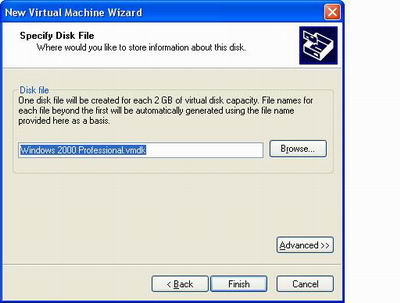 New Virtual Machine Wizard
Specify Disk File
Where would you like to store information about this disk.
Disk file
One disk file will be created for each 2 GB of virtual disk capacity. File names for
each file beyond the first will be automatically generated using the file name
provided here as a basis.
Windows 2000 Professional.vmdk
Browse...
Advanced >>
< Back
Finish
Cancel